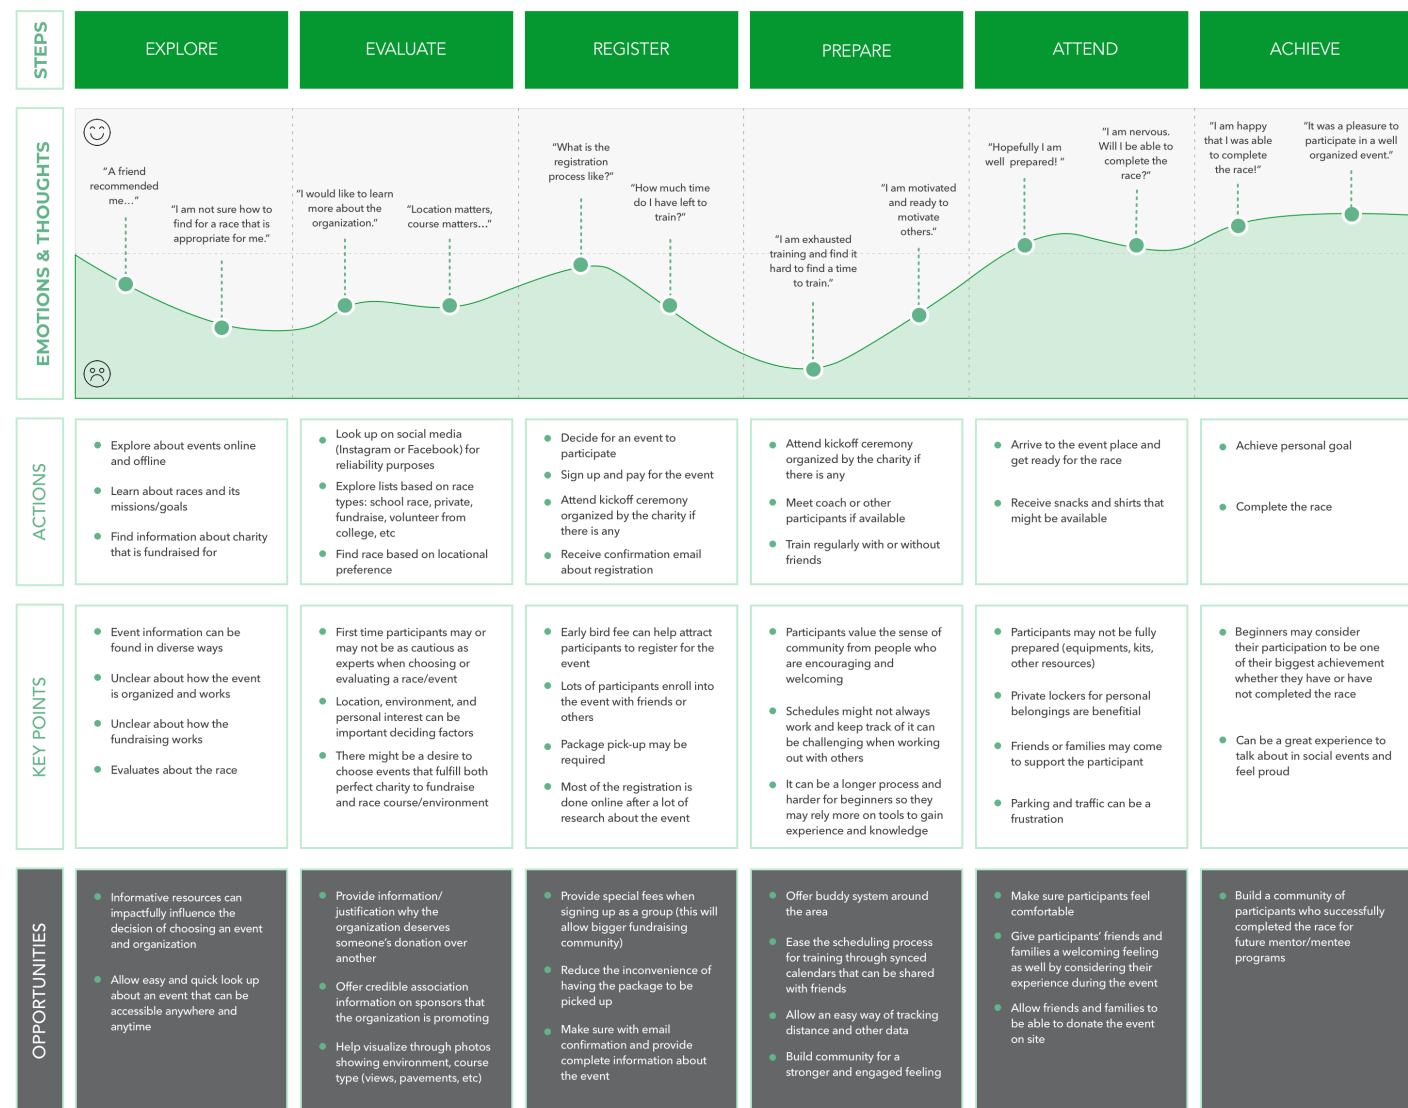 STEPS
EXPLORE
EVALUATE
REGISTER
PREPARE
ATTEND
ACHIEVE
EMOTIONS & THOUGHTS
“A friend
recommended
me...”
“I am not sure how to
find for a race that is
appropriate for me.”
“I would like to learn
more about the
organization.”
“Location matters,
course matters...”
“What is the
registration
process like?”
“How much time
do I have left to
train?”
“I am exhausted
training and find it
hard to find a time
to train.”
“I am motivated
and ready to
motivate
others.”
“Hopefully I am
well prepared! ”
“I am nervous.
Will I be able to
complete the
race?”
“I am happy
that I was able
to complete
the race!”
“It was a pleasure to
participate in a well
organized event.”
ACTIONS
Explore about events online
and offline
Learn about races and its
missions/goals
Find information about charity
that is fundraised for
Look up on social media
(Instagram or Facebook) for
reliability purposes
Explore lists based on race
types: school race, private,
fundraise, volunteer from
college, etc
Find race based on locational
preference
Decide for an event to
participate
Sign up and pay for the event
Attend kickoff ceremony
organized by the charity if
there is any
Receive confirmation email
about registration
Attend kickoff ceremony
organized by the charity if
there is any
Meet coach or other
participants if available
Train regularly with or without
friends
Arrive to the event place and
get ready for the race
Receive snacks and shirts that
might be available
Achieve personal goal
Complete the race
KEY POINTS
Event information can be
found in diverse ways
Unclear about how the event
is organized and works
Unclear about how the
fundraising works
Evaluates about the race
First time participants may or
may not be as cautious as
experts when choosing or
evaluating a race/event
Location, environment, and
personal interest can be
important deciding factors
There might be a desire to
choose events that fulfill both
perfect charity to fundraise
and race course/environment
Early bird fee can help attract
participants to register for the
event
Lots of participants enroll into
the event with friends or
others
Package pick-up may be
required
Most of the registration is
done online after a lot of
research about the event
Participants value the sense of
community from people who
are encouraging and
welcoming
Schedules might not always
work and keep track of it can
be challenging when working
out with others
It can be a longer process and
harder for beginners so they
may rely more on tools to gain
experience and knowledge
Participants may not be fully
prepared (equipments, kits,
other resources)
Private lockers for personal
belongings are benefitial
Friends or families may come
to support the participant
Parking and traffic can be a
frustration
Beginners may consider
their participation to be one
of their biggest achievement
whether they have or have
not completed the race
Can be a great experience to
talk about in social events and
feel proud
OPPORTUNITIES
Informative resources can
impactfully influence the
decision of choosing an event
and organization
Allow easy and quick look up
about an event that can be
accessible anywhere and
anytime
Provide information/
justification why the
organization deserves
someone’s donation over
another
Offer credible association
information on sponsors that
the organization is promoting
Help visualize through photos
showing environment, course
type (views, pavements, etc)
Provide special fees when
signing up as a group (this will
allow bigger fundraising
community)
Reduce the inconvenience of
having the package to be
picked up
Make sure with email
confirmation and provide
complete information about
the event
Offer buddy system around
the area
Ease the scheduling process
for training through synced
calendars that can be shared
with friends
Allow an easy way of tracking
distance and other data
Build community for a
stronger and engaged feeling
Make sure participants feel
comfortable
Give participants’ friends and
families a welcoming feeling
as well by considering their
experience during the event
Allow friends and families to
be able to donate the event
on site
Build a community of
participants who successfully
completed the race for
future mentor/mentee
programs